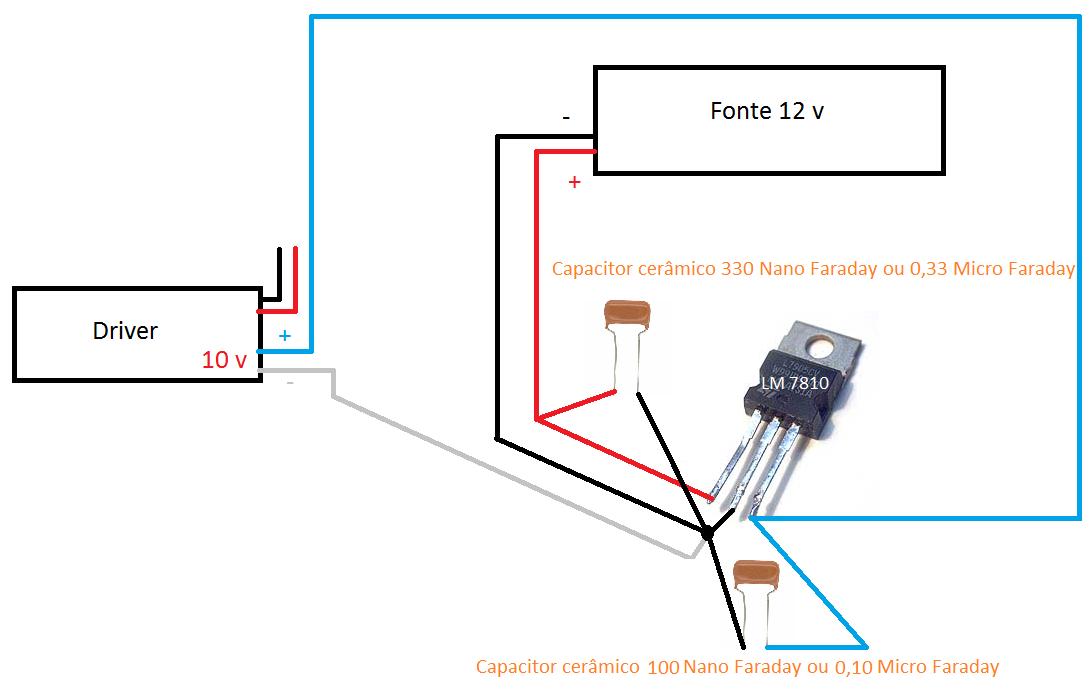 Fonte 12 v
-
+
Capacitor cerâmico 330 Nano Faraday ou 0,33 Micro Faraday
Driver
+
10 v
-
LM 7810
Capacitor cerâmico 100 Nano Faraday ou 0,10 Micro Faraday